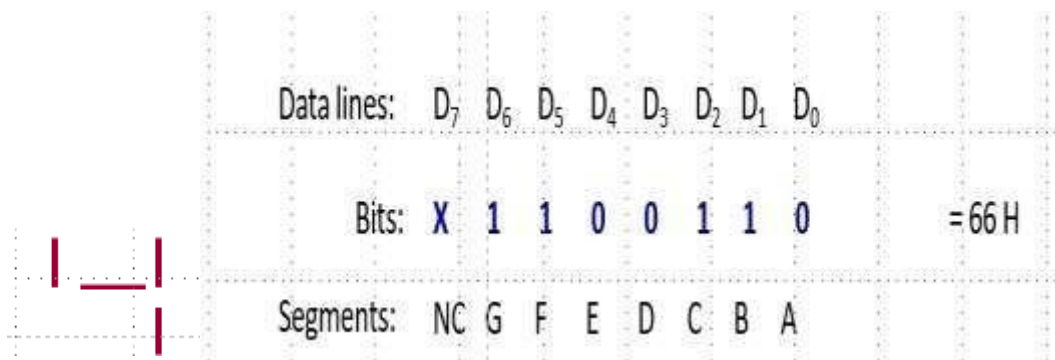 Data lines: D₇ D₆ D₅ D₄ D₃ D₂ D₁ D₀
Bits: X 1 1 0 0 1 1 0 = 66 H
Segments: NC G F E D C B A